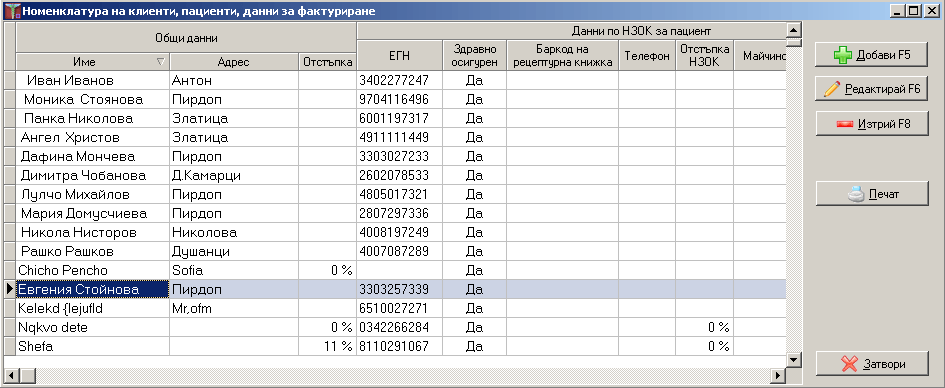 Номенклатура на клиенти, пациенти, данни за фактуриране
Общи данни Данни по НЗОК за пациент
Име Адрес Отстъпка ЕГН Здравно осигурен Баркод на рецептурна книжка Телефон Отстъпка НЗОК Майчино
Иван Иванов Антон 3402277247 Да
Моника Стоянова Пирдоп 9704116496 Да
Панка Николова Златица 6001197317 Да
Ангел Христов Златица 4911111449 Да
Дафина Мончева Пирдоп 3303027233 Да
Димитра Чобанова Д.Камарци 2602078533 Да
Лулчо Михайлов Пирдоп 4805017321 Да
Мария Домусчиева Пирдоп 2807297336 Да
Никола Нисторов Николова 4008197249 Да
Рашко Рашков Душанци 4007087289 Да
Chicho Pencho Sofia 0 % Да
Евгения Стойнова Пирдоп 3303257339 Да
Kelekd {lejufld Mr,ofm 6510027271 Да
Nqkvo dete 0 % 0342266284 Да 0 %
Shefa 11 % 8110291067 Да 0 %
Добави F5
Редактирай F6
Изтрий F8
Печат
Затвори